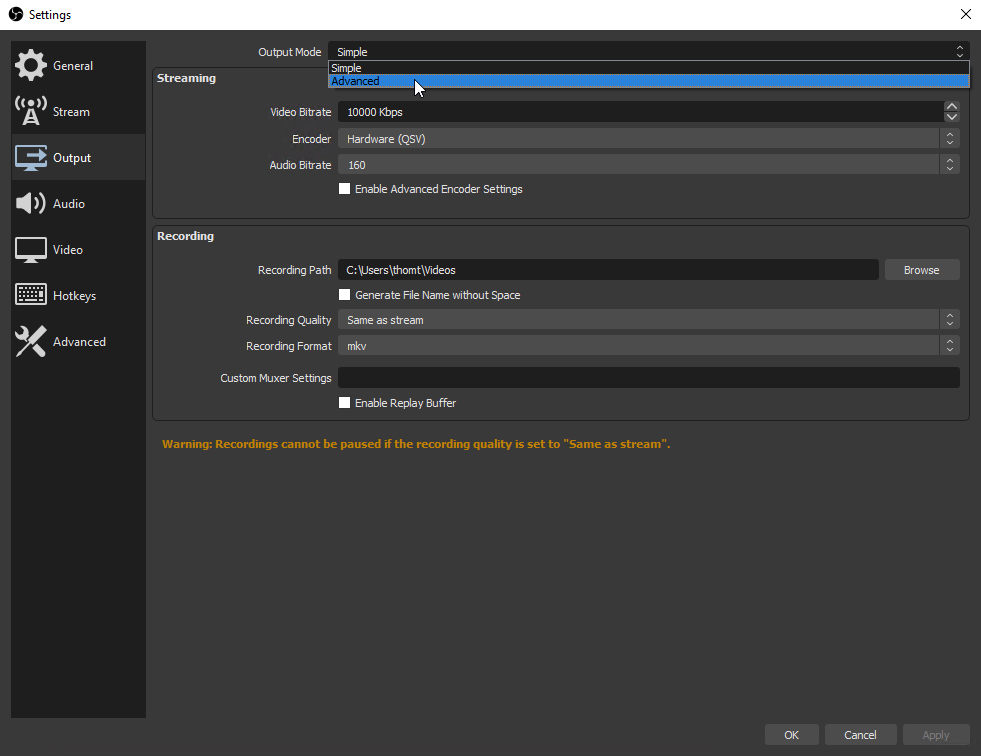 Settings
General
Stream
Output
Audio
Video
Hotkeys
Advanced
Output Mode Simple
Simple
Advanced
Streaming
Video Bitrate 10000 Kbps
Encoder Hardware (QSV)
Audio Bitrate 160
Enable Advanced Encoder Settings
Recording
Recording Path C:\Users\thomt\Videos Browse
Generate File Name without Space
Recording Quality Same as stream
Recording Format mkv
Custom Muxer Settings
Enable Replay Buffer
Warning: Recordings cannot be paused if the recording quality is set to "Same as stream".
OK Cancel Apply